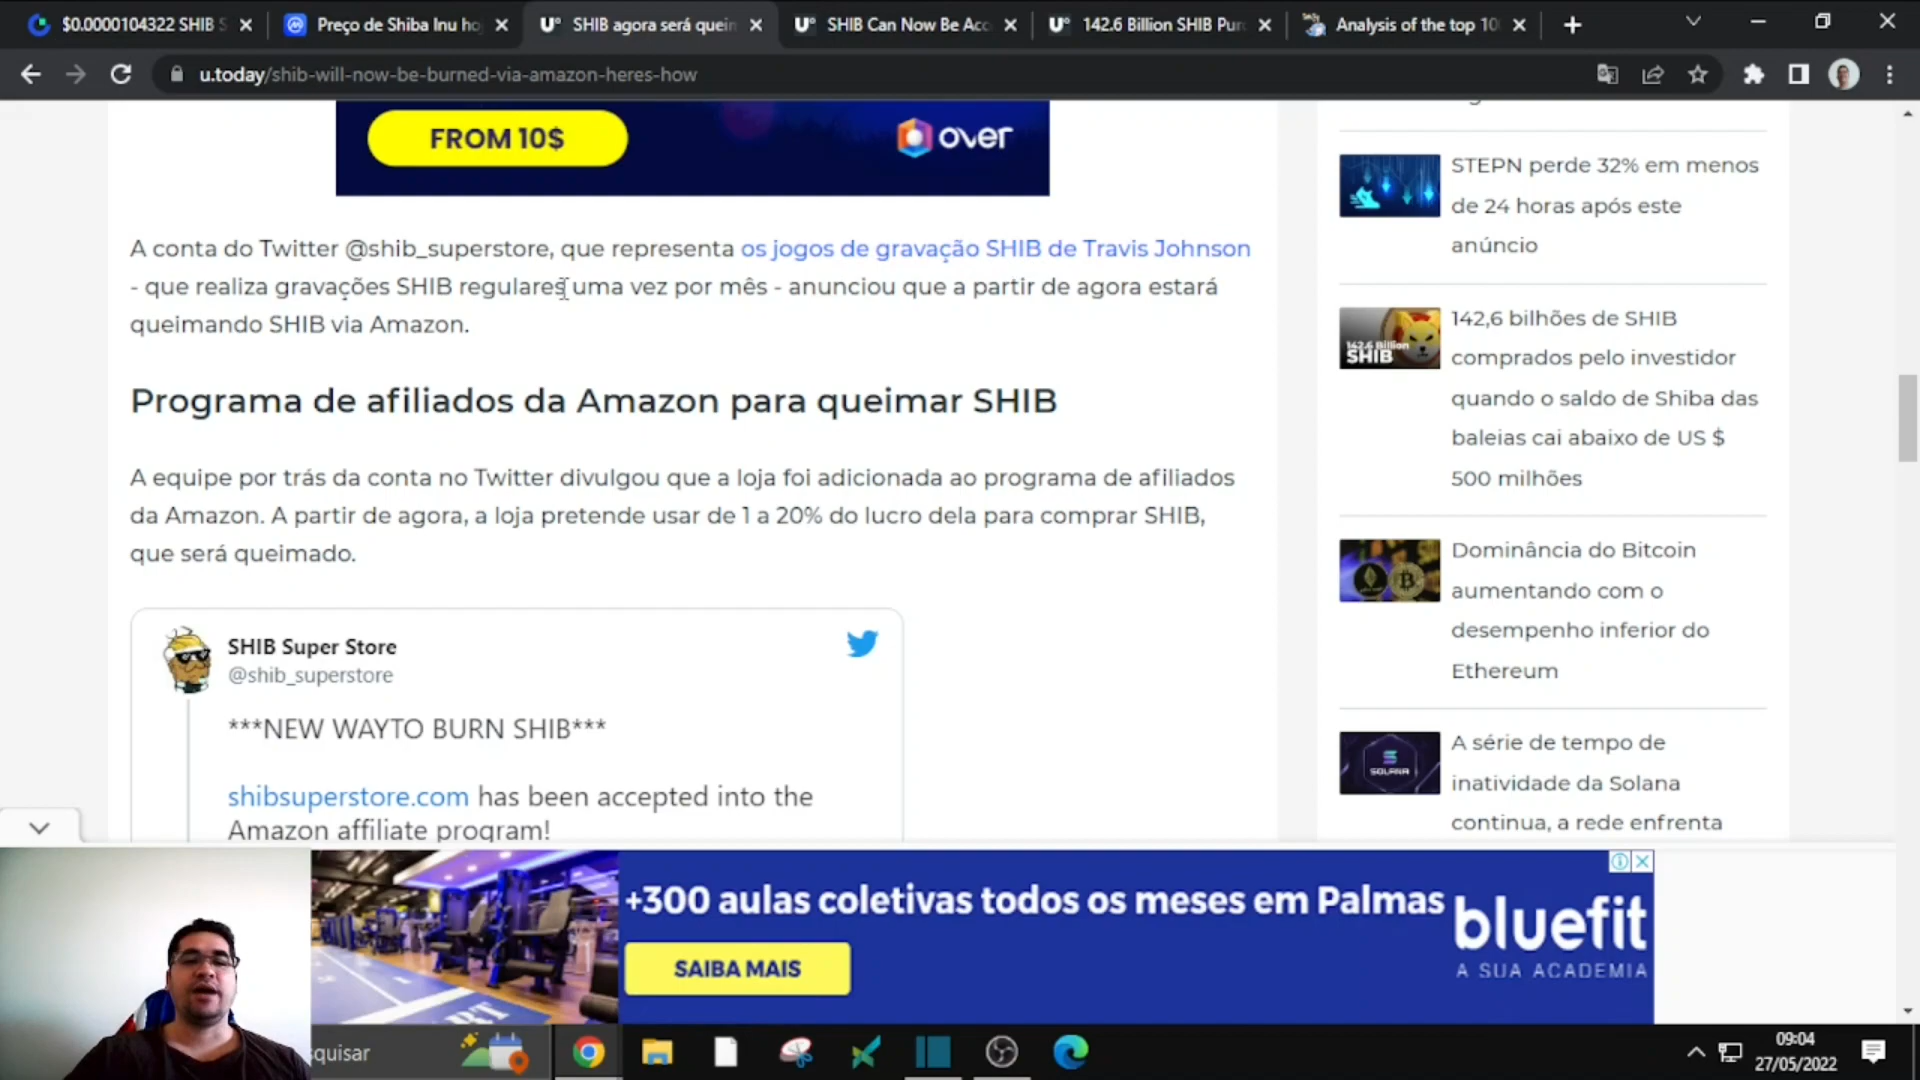 $0.0000104322 SHIB S
Preço de Shiba Inu ho
SHIB agora será queim
SHIB Can Now Be Acc
142.6 Billion SHIB Pur
Analysis of the top 10
u.today/shib-will-now-be-burned-via-amazon-heres-how
FROM 10$
over
A conta do Twitter @shib_superstore, que representa os jogos de gravação SHIB de Travis Johnson
- que realiza gravações SHIB regulares uma vez por mês - anunciou que a partir de agora estará
queimando SHIB via Amazon.
Programa de afiliados da Amazon para queimar SHIB
A equipe por trás da conta no Twitter divulgou que a loja foi adicionada ao programa de afiliados
da Amazon. A partir de agora, a loja pretende usar de 1 a 20% do lucro dela para comprar SHIB,
que será queimado.
SHIB Super Store
@shib_superstore
***NEW WAYTO BURN SHIB***
shibsuperstore.com has been accepted into the
Amazon affiliate program!
STEPN perde 32% em menos
de 24 horas após este
anúncio
142.6 Billion
SHIB
142,6 bilhões de SHIB
comprados pelo investidor
quando o saldo de Shiba das
baleias cai abaixo de US $
500 milhões
Dominância do Bitcoin
aumentando com o
desempenho inferior do
Ethereum
SOLANA
A série de tempo de
inatividade da Solana
continua, a rede enfrenta
+300 aulas coletivas todos os meses em Palmas
SAIBA MAIS
bluefit
A SUA ACADEMIA
squisar
09:04
27/05/2022